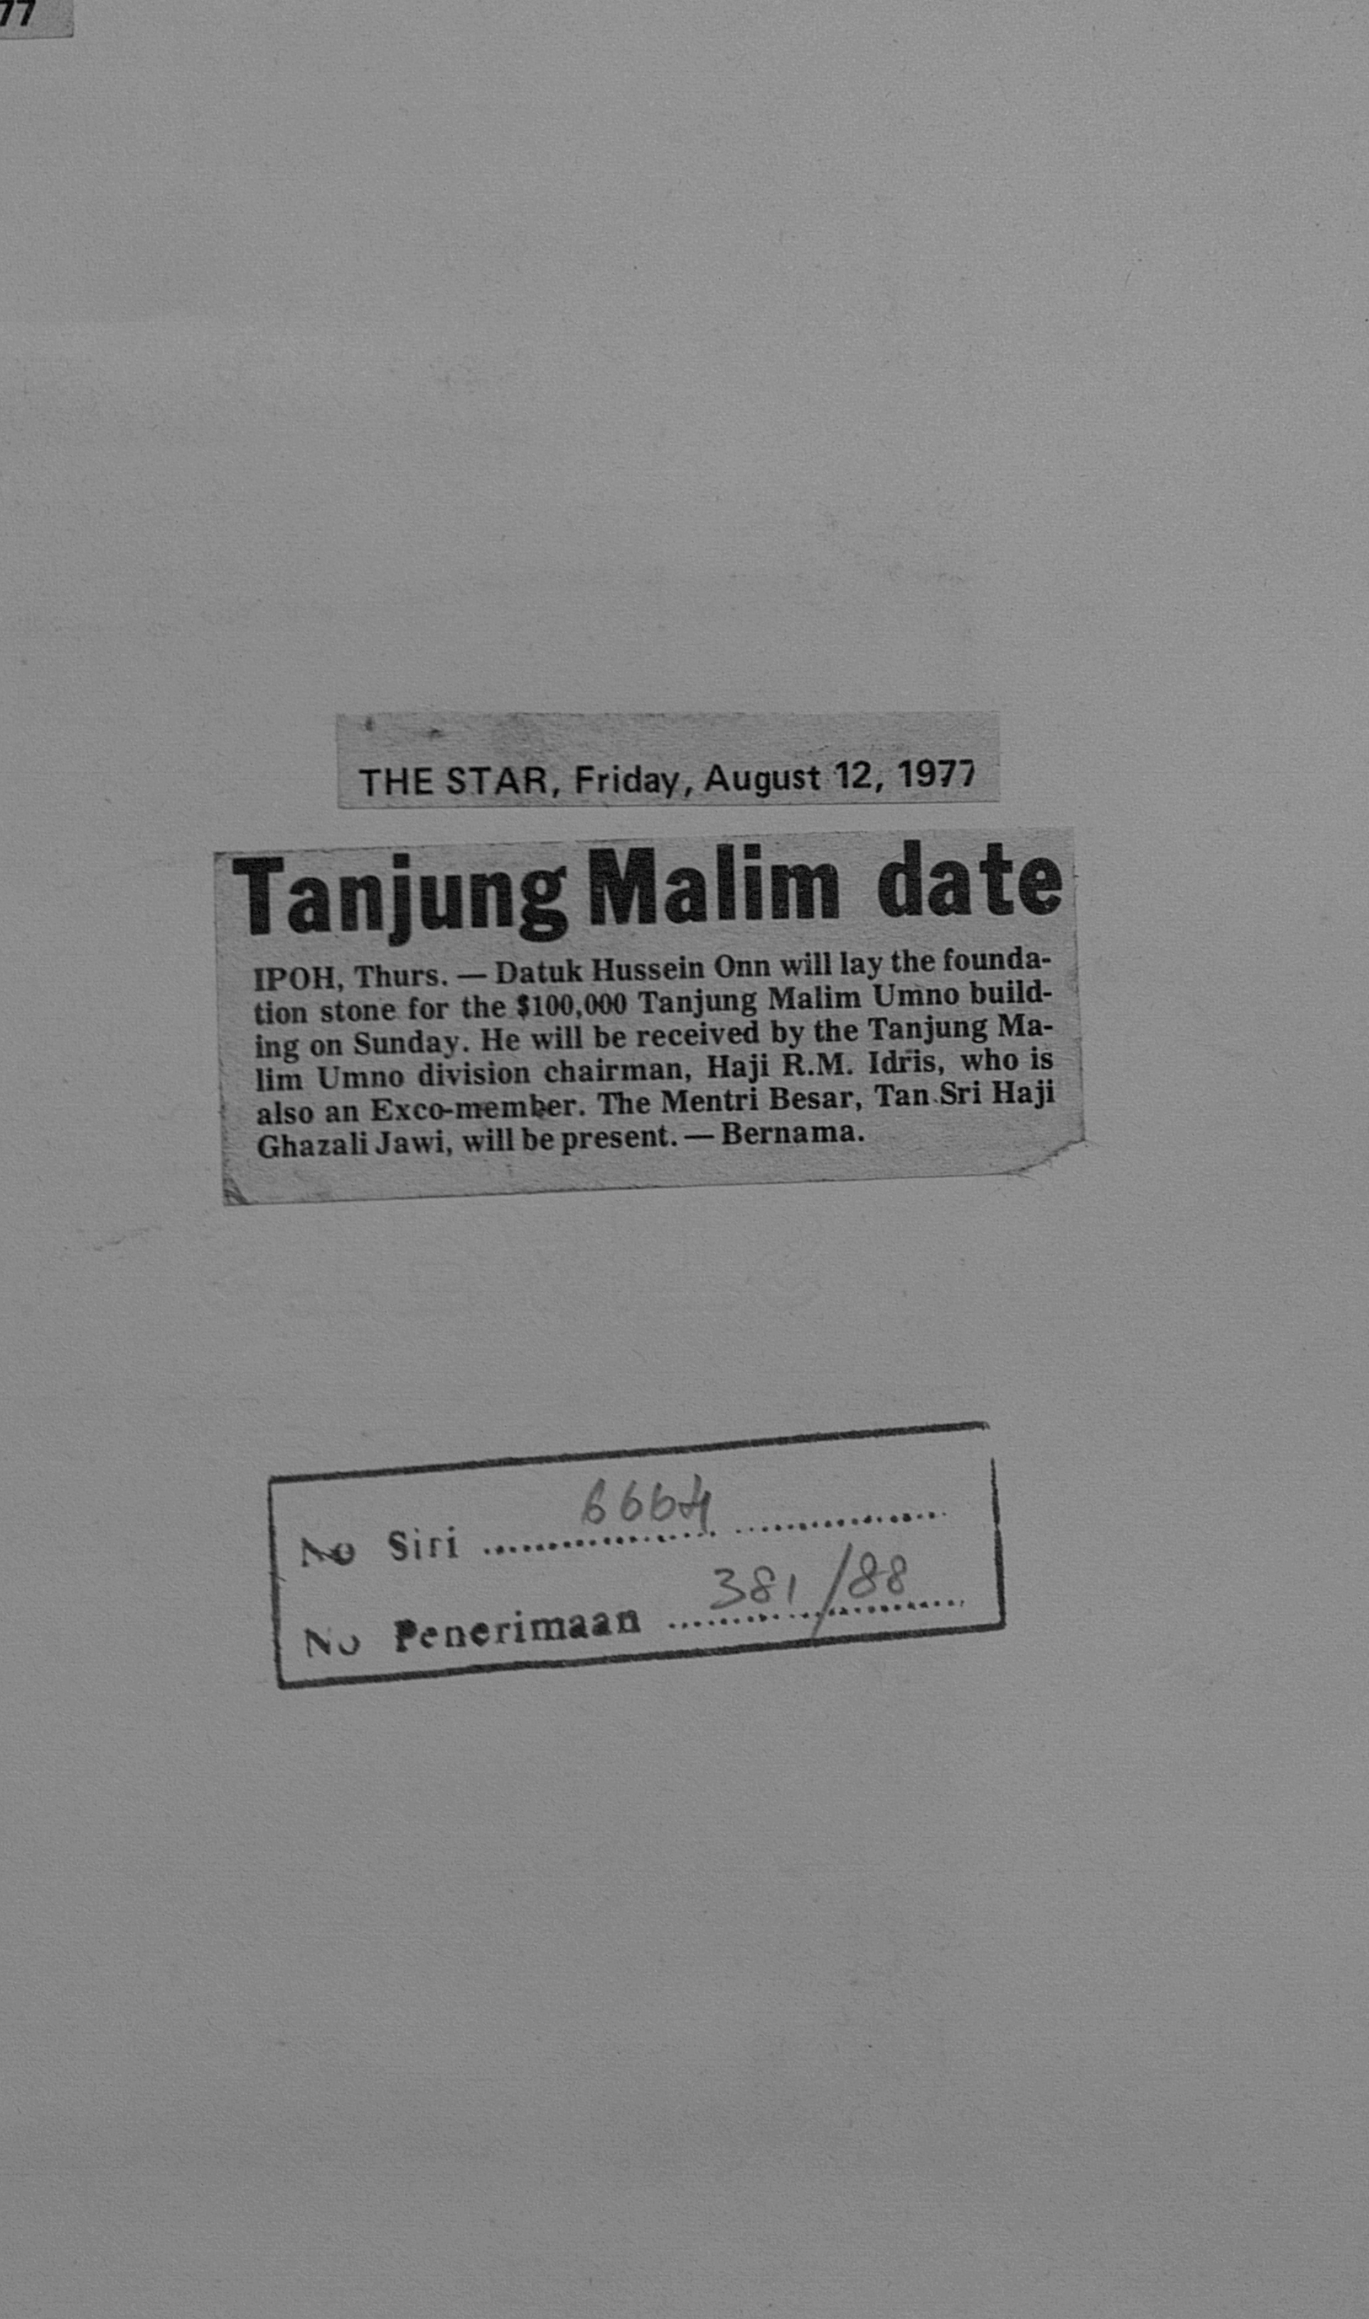 77
THE STAR, Friday, August 12, 1977
Tanjung Malim date
IPOH, Thurs. — Datuk Hussein Onn will lay the founda-
tion stone for the $100,000 Tanjung Malim Umno build-
ing on Sunday. He will be received by the Tanjung Ma-
lim Umno division chairman, Haji R.M. Idris, who is
also an Exco-member. The Mentri Besar, Tan Sri Haji
Ghazali Jawi, will be present. — Bernama.
No Siri 6664
No Penerimaan 381/88